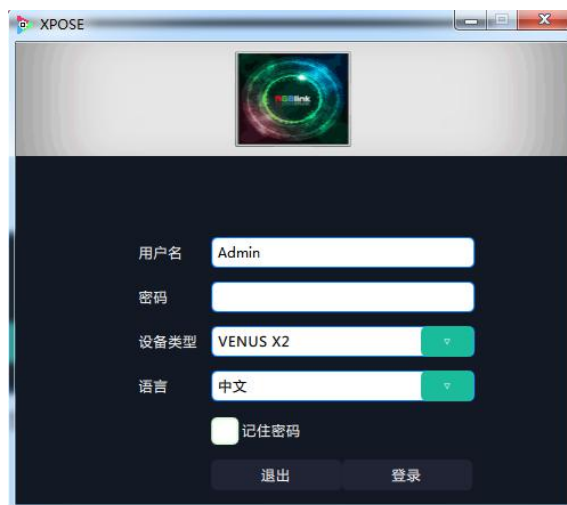 XPOSE
RGBlink
用户名 Admin
密码
设备类型 VENUS X2
语言 中文
记住密码
退出 登录